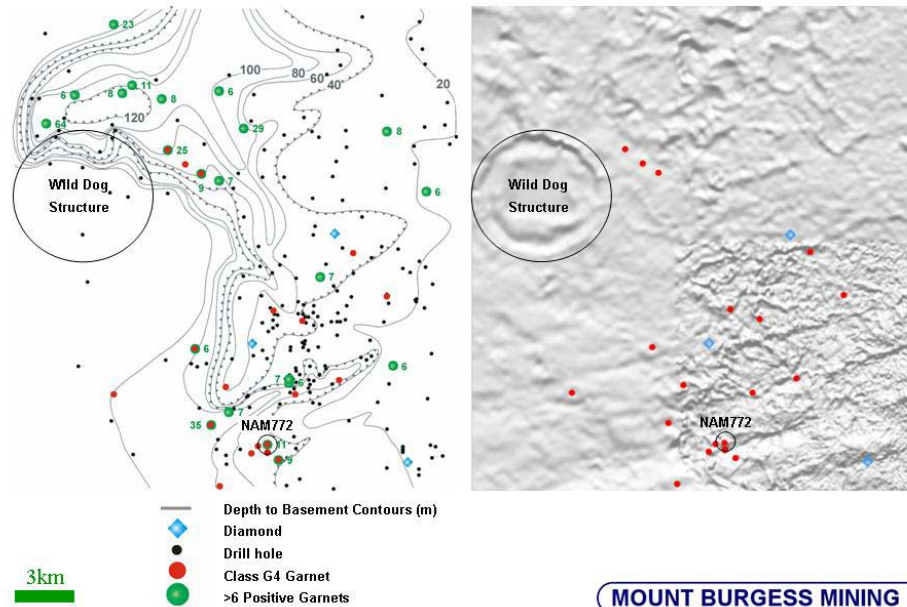 23
100
80
60
40
20
6
8
11
8
6
120
64
29
8
25
9
7
6
Wild Dog
Structure
7
6
6
7
6
7
35
NAM772
11
9
Wild Dog
Structure
NAM772
Depth to Basement Contours (m)
Diamond
Drill hole
Class G4 Garnet
>6 Positive Garnets
3km
MOUNT BURGESS MINING